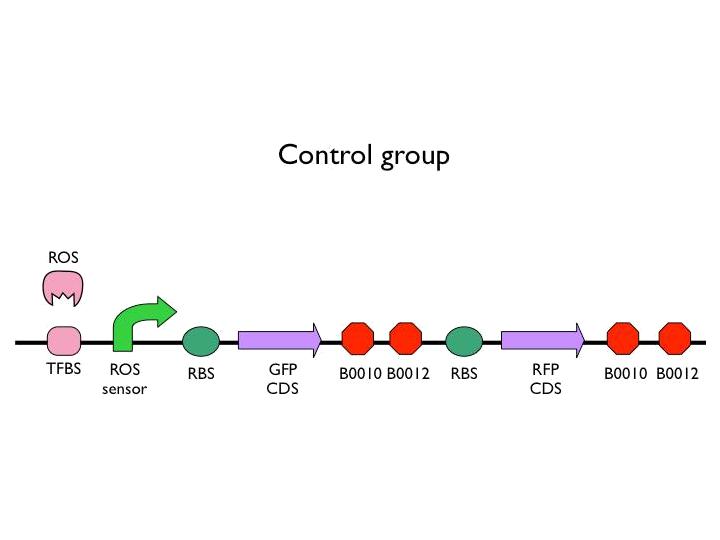 Control group
ROS
TFBS
ROS
sensor
RBS
GFP
CDS
B0010 B0012
RBS
RFP
CDS
B0010 B0012